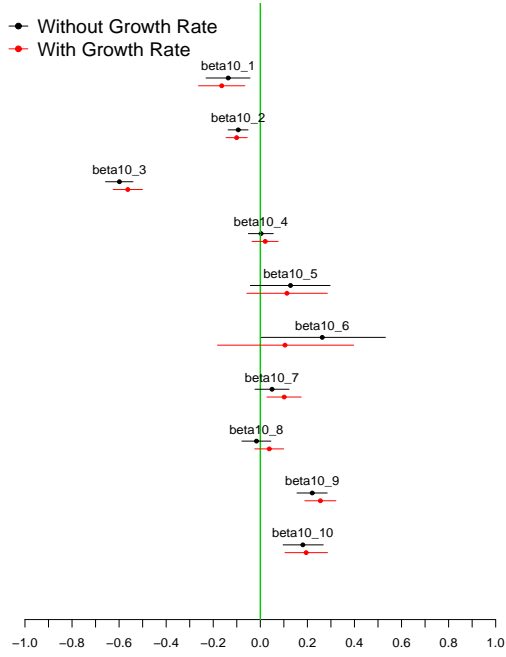 Without Growth Rate
With Growth Rate
beta10_1
beta10_2
beta10_3
beta10_4
beta10_5
beta10_6
beta10_7
beta10_8
beta10_9
beta10_10
−1.0 −0.8 −0.6 −0.4 −0.2 0.0 0.2 0.4 0.6 0.8 1.0